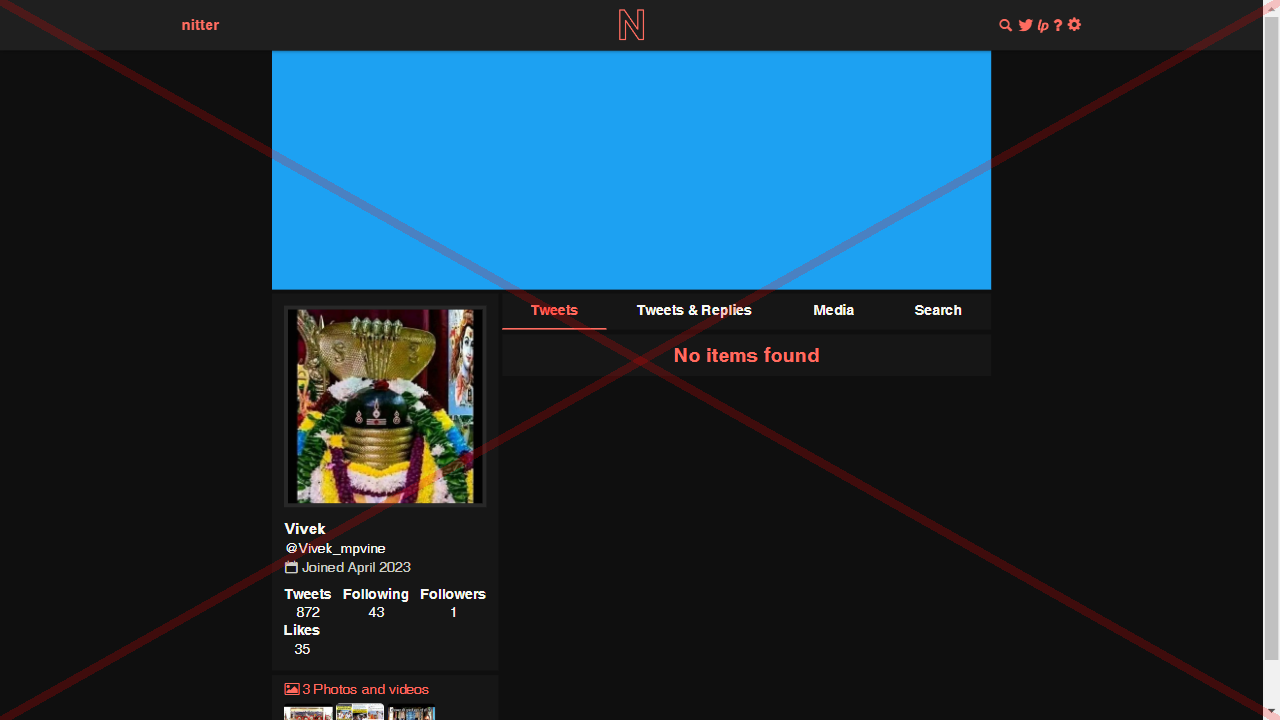 nitter
N
lp ?
Tweets Tweets & Replies Media Search
No items found
Vivek
@Vivek_mpvine
Joined April 2023
Tweets Following Followers
872 43 1
Likes
35
3 Photos and videos